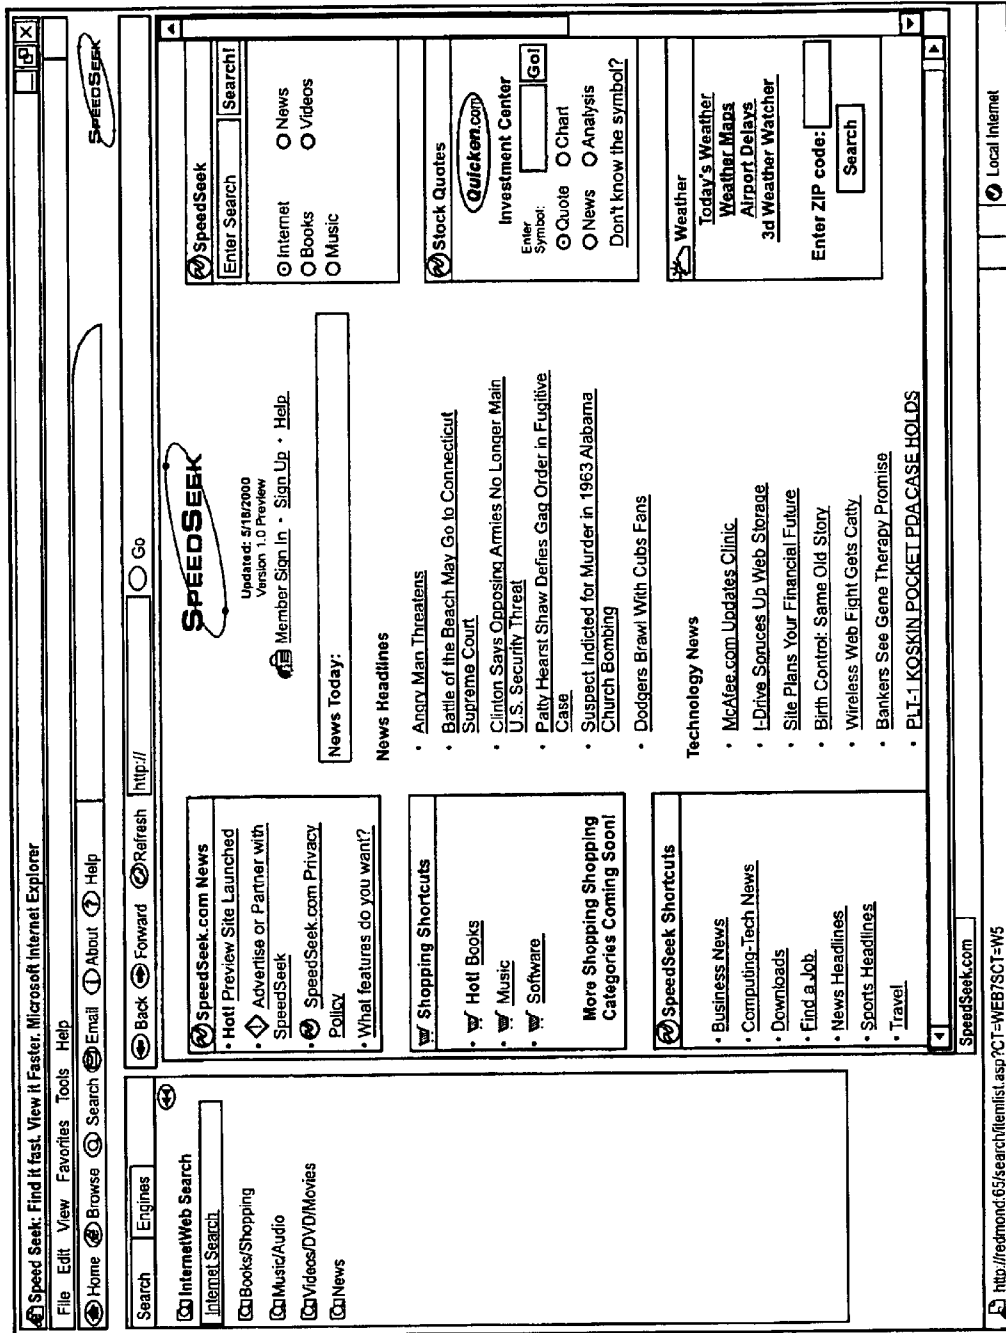 Speed Seek: Find it fast. View it Faster. Microsoft Internet Explorer
File Edit View Favorites Tools Help
Home Browse Search Email About Help
SPEEDSEEK
Search Engines
InternetWeb Search
Internet Search
Books/Shopping
Music/Audio
Videos/DVD/Movies
News
Back Forward Refresh http:// Go
SpeedSeek.com News
• Hot! Preview Site Launched
• Advertise or Partner with
SpeedSeek
• SpeedSeek.com Privacy
Policy
• What features do you want?
Shopping Shortcuts
• Hot! Books
• Music
• Software
More Shopping Shopping
Categories Coming Soon!
SpeedSeek Shortcuts
• Business News
• Computing-Tech News
• Downloads
• Find a Job
• News Headlines
• Sports Headlines
• Travel
SPEEDSEEK
Updated: 5/18/2000
Version 1.0 Preview
Member Sign In • Sign Up • Help
News Today:
News Headlines
• Angry Man Threatens
• Battle of the Beach May Go to Connecticut
Supreme Court
• Clinton Says Opposing Armies No Longer Main
U.S. Security Threat
• Patty Hearst Shaw Defies Gag Order in Fugitive
Case
• Suspect Indicted for Murder in 1963 Alabama
Church Bombing
• Dodgers Brawl With Cubs Fans
Technology News
• McAfee.com Updates Clinic
• I-Drive Spruces Up Web Storage
• Site Plans Your Financial Future
• Birth Control: Same Old Story
• Wireless Web Fight Gets Catty
• Bankers See Gene Therapy Promise
• PLT-1 KOSKIN POCKET PDA CASE HOLDS
SpeedSeek
Enter Search Search!
Internet News
Books Videos
Music
Stock Quotes
Quicken.com
Investment Center
Enter
Symbol: Go!
Quote Chart
News Analysis
Don't know the symbol?
Weather
Today's Weather
Weather Maps
Airport Delays
3d Weather Watcher
Enter ZIP code:
Search
SpeedSeek.com
http://redmond:65/search/itemlist.asp?CT=WEB7SCT=W5
Local Internet